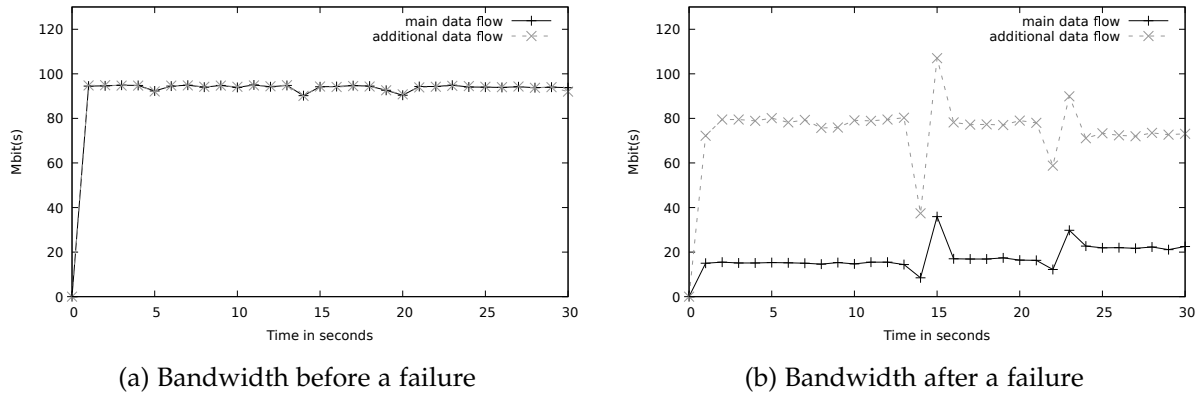 120
100
80
60
40
20
0
Mbit(s)
main data flow
additional data flow
0 5 10 15 20 25 30
Time in seconds
(a) Bandwidth before a failure
120
100
80
60
40
20
0
Mbit(s)
main data flow
additional data flow
0 5 10 15 20 25 30
Time in seconds
(b) Bandwidth after a failure